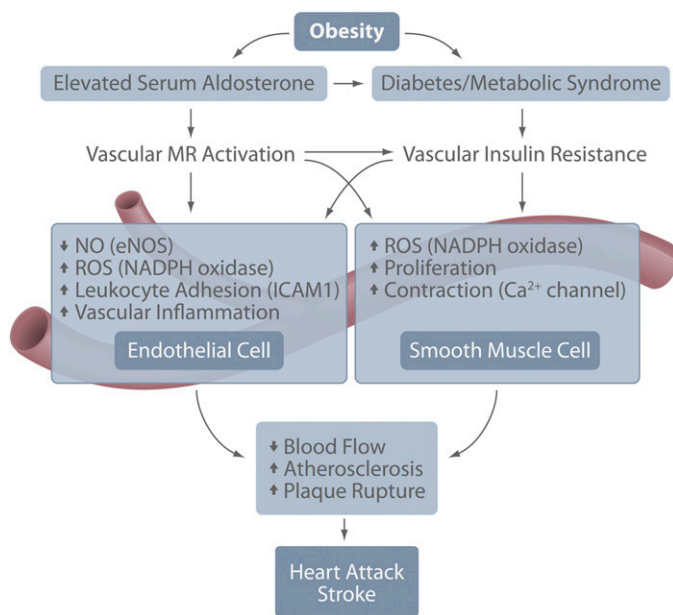 Obesity
Elevated Serum Aldosterone
Diabetes/Metabolic Syndrome
Vascular MR Activation
Vascular Insulin Resistance
NO (eNOS)
ROS (NADPH oxidase)
Leukocyte Adhesion (ICAM1)
Vascular Inflammation
Endothelial Cell
ROS (NADPH oxidase)
Proliferation
Contraction (Ca²⁺ channel)
Smooth Muscle Cell
Blood Flow
Atherosclerosis
Plaque Rupture
Heart Attack
Stroke